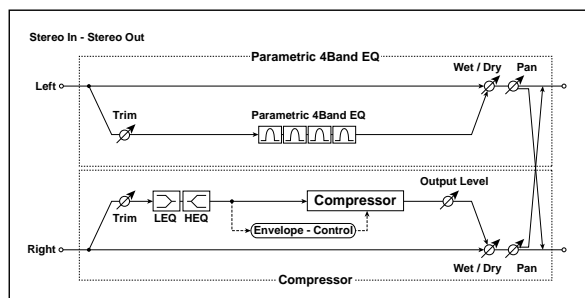 Stereo In - Stereo Out
Parametric 4Band EQ
Wet / Dry
Pan
Left
Trim
Parametric 4Band EQ
Output Level
Compressor
Trim
LEQ
HEQ
Envelope - Control
Right
Wet / Dry
Pan
Compressor